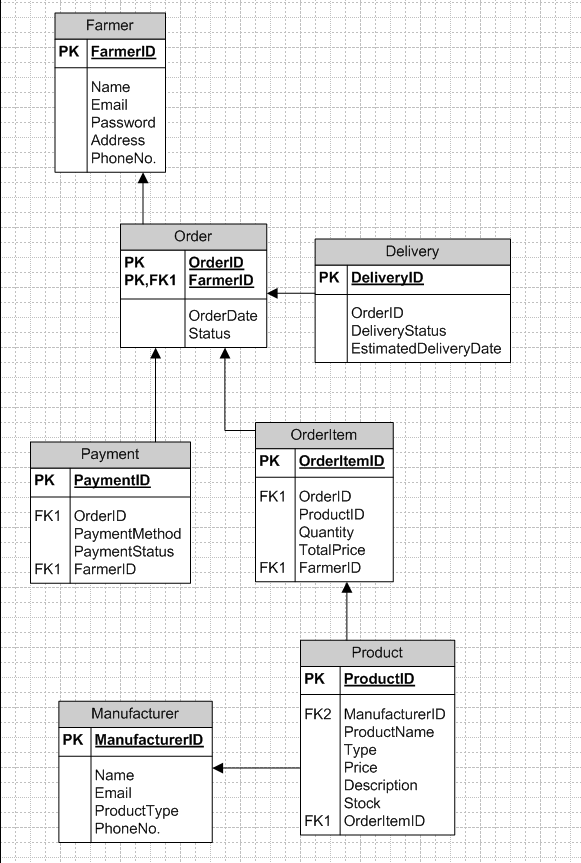 Farmer
PK FarmerID
Name
Email
Password
Address
PhoneNo.
Order
PK OrderID
PK,FK1 FarmerID
OrderDate
Status
Delivery
PK DeliveryID
OrderID
DeliveryStatus
EstimatedDeliveryDate
Payment
PK PaymentID
FK1 OrderID
PaymentMethod
PaymentStatus
FK1 FarmerID
OrderItem
PK OrderItemID
FK1 OrderID
ProductID
Quantity
TotalPrice
FK1 FarmerID
Product
PK ProductID
FK2 ManufacturerID
ProductName
Type
Price
Description
Stock
FK1 OrderItemID
Manufacturer
PK ManufacturerID
Name
Email
ProductType
PhoneNo.